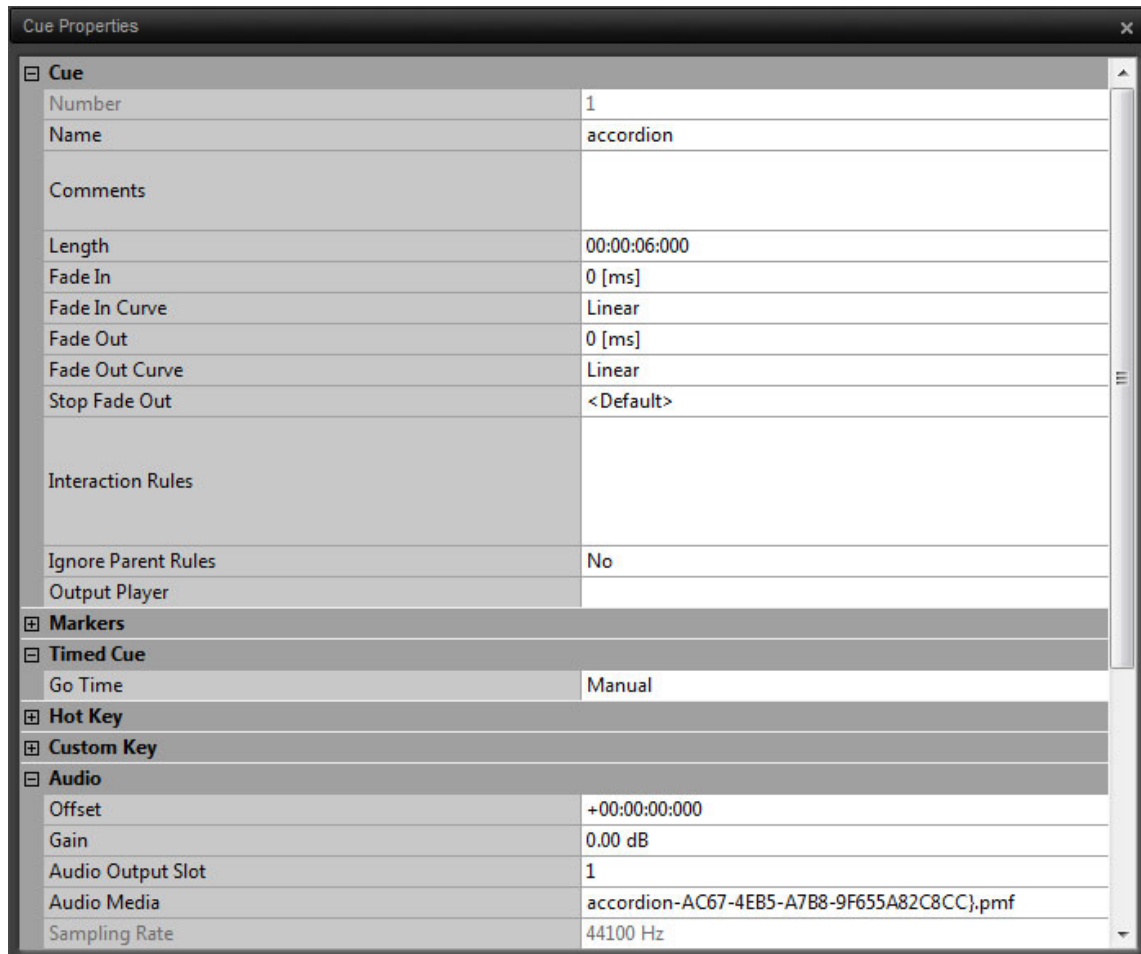 Cue Properties
Cue
Number 1
Name accordion
Comments
Length 00:00:06:000
Fade In 0 [ms]
Fade In Curve Linear
Fade Out 0 [ms]
Fade Out Curve Linear
Stop Fade Out <Default>
Interaction Rules
Ignore Parent Rules No
Output Player
Markers
Timed Cue
Go Time Manual
Hot Key
Custom Key
Audio
Offset +00:00:00:000
Gain 0.00 dB
Audio Output Slot 1
Audio Media accordion-AC67-4EB5-A7B8-9F655A82C8CC}.pmf
Sampling Rate 44100 Hz